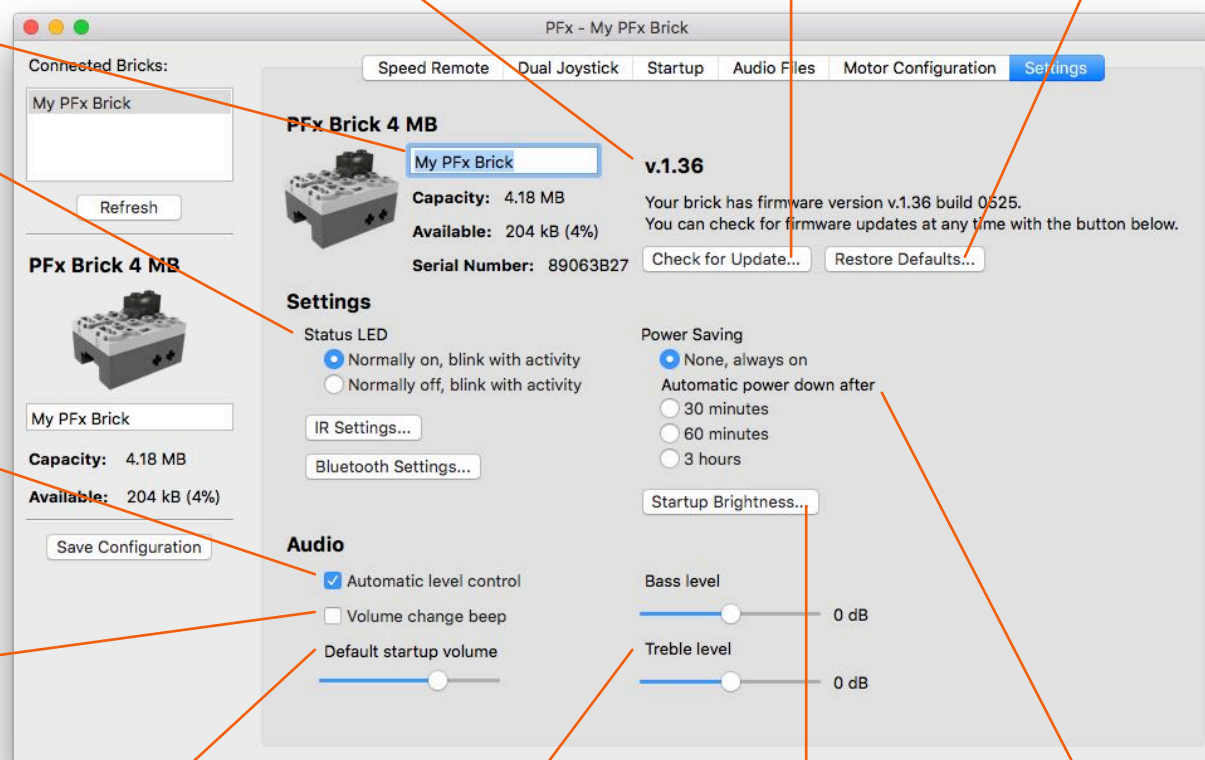 PFx - My PFx Brick
Connected Bricks:
My PFx Brick
Refresh
PFx Brick 4 MB
My PFx Brick
Capacity: 4.18 MB
Available: 204 kB (4%)
Save Configuration
Speed Remote Dual Joystick Startup Audio Files Motor Configuration Settings
PFx Brick 4 MB
My PFx Brick
Capacity: 4.18 MB
Available: 204 kB (4%)
Serial Number: 89063B27
v.1.36
Your brick has firmware version v.1.36 build 0525.
You can check for firmware updates at any time with the button below.
Check for Update... Restore Defaults...
Settings
Status LED
Normally on, blink with activity
Normally off, blink with activity
IR Settings...
Bluetooth Settings...
Power Saving
None, always on
Automatic power down after
30 minutes
60 minutes
3 hours
Startup Brightness...
Audio
Automatic level control
Volume change beep
Default startup volume
Bass level
0 dB
Treble level
0 dB